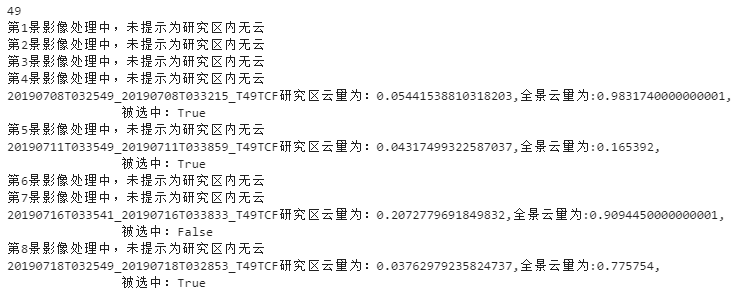 49
第1景影像处理中，未提示为研究区内无云
第2景影像处理中，未提示为研究区内无云
第3景影像处理中，未提示为研究区内无云
第4景影像处理中，未提示为研究区内无云
20190708T032549_20190708T033215_T49TCF研究区云量为：0.05441538810318203,全景云量为:0.9831740000000001,
被选中：True
第5景影像处理中，未提示为研究区内无云
20190711T033549_20190711T033859_T49TCF研究区云量为：0.04317499322587037,全景云量为:0.165392,
被选中：True
第6景影像处理中，未提示为研究区内无云
第7景影像处理中，未提示为研究区内无云
20190716T033541_20190716T033833_T49TCF研究区云量为：0.2072779691849832,全景云量为:0.9094450000000001,
被选中：False
第8景影像处理中，未提示为研究区内无云
20190718T032549_20190718T032853_T49TCF研究区云量为：0.03762979235824737,全景云量为:0.775754,
被选中：True